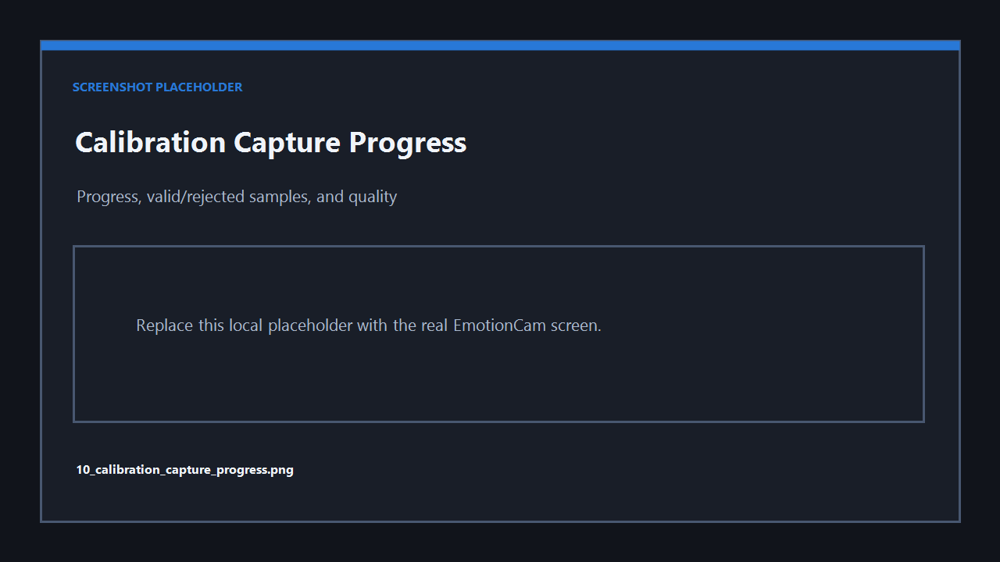 SCREENSHOT PLACEHOLDER
Calibration Capture Progress
Progress, valid/rejected samples, and quality
Replace this local placeholder with the real EmotionCam screen.
10_calibration_capture_progress.png